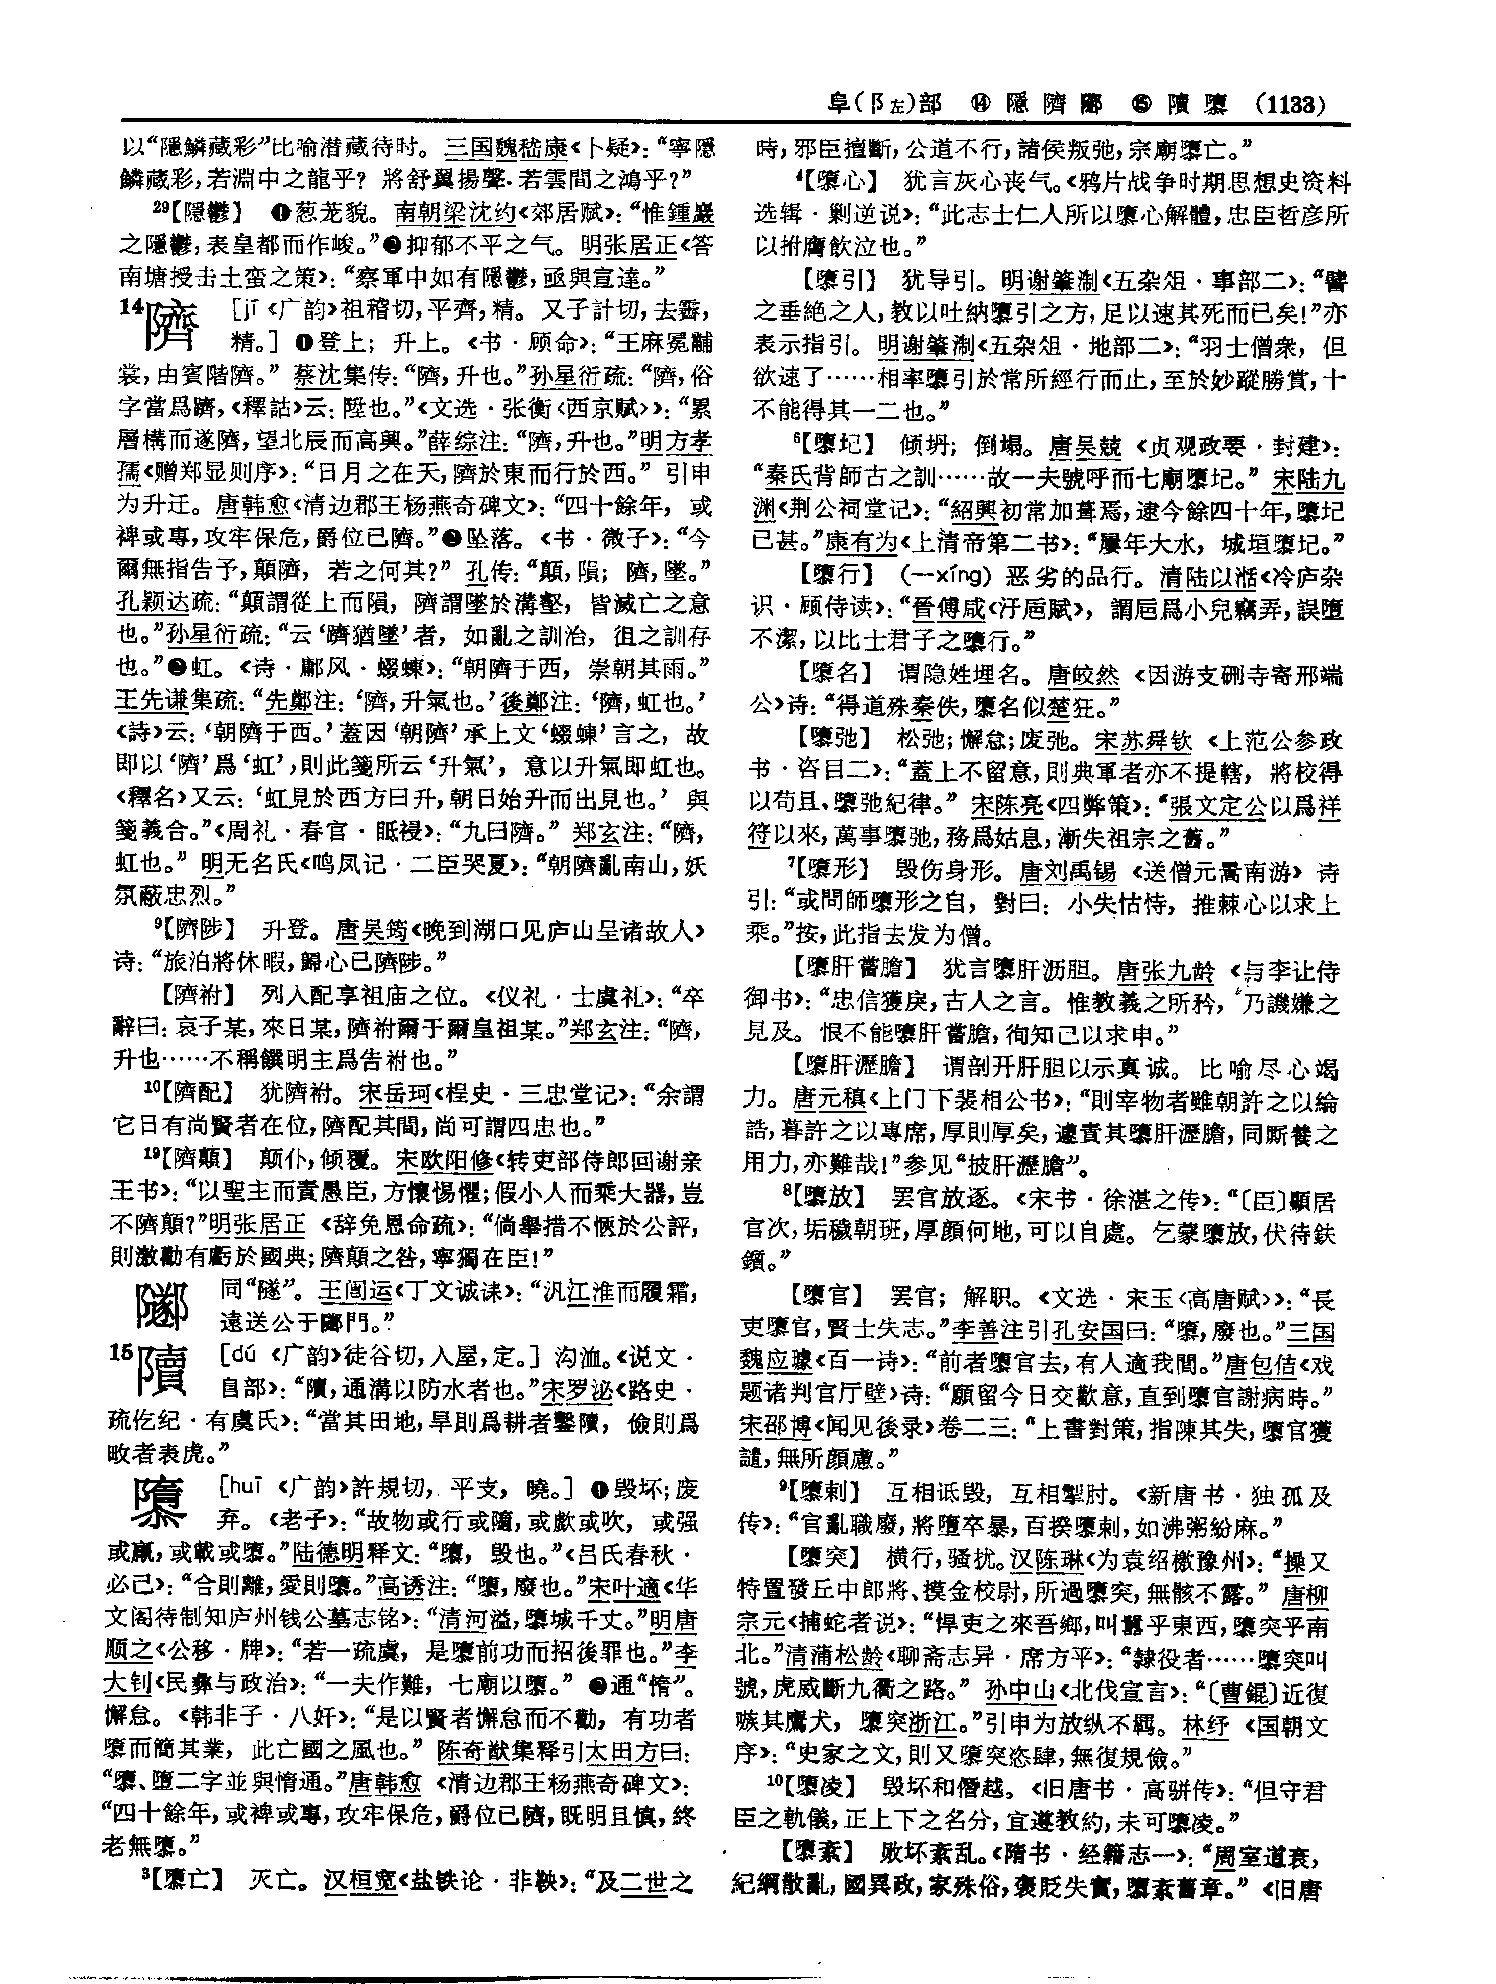 阜(阝左)部 ⑭隱隮𨞪 ⑮隫隳 (1133)
以“隱鱗藏彩”比喻潜藏待时。三国魏嵇康《卜疑》：“寧隱
鱗藏彩，若淵中之龍乎？將舒翼揚聲，若雲間之鴻乎？”
29【隱鬱】 ❶葱茏貌。南朝梁沈约《郊居赋》：“惟鍾巖
之隱鬱，表皇都而作峻。”❷抑郁不平之气。明张居正《答
南塘授击土蛮之策》：“察軍中如有隱鬱，亟與宣達。”
14隮 [jī《广韵》祖稽切，平齊，精。又子計切，去霽，
精。]❶登上；升上。《书·顾命》：“王麻冕黼
裳，由賓階隮。”蔡沈集传：“隮，升也。”孙星衍疏：“隮，俗
字當爲躋，《釋詁》云：陞也。”《文选·张衡〈西京赋〉》：“累
層構而遂隮，望北辰而高興。”薛综注：“隮，升也。”明方孝
孺《赠郑显则序》：“日月之在天，隮於東而行於西。”引申
为升迁。唐韩愈《清边郡王杨燕奇碑文》：“四十餘年，或
裨或專，攻牢保危，爵位已隮。”❷坠落。《书·微子》：“今
爾無指告予，顛隮，若之何其？”孔传：“顛，隕；隮，墜。”
孔颖达疏：“顛謂從上而隕，隮謂墜於溝壑，皆滅亡之意
也。”孙星衍疏：“云‘躋猶墜’者，如亂之訓治，徂之訓存
也。”❸虹。《诗·鄘风·蝃蝀》：“朝隮于西，崇朝其雨。”
王先谦集疏：“先鄭注：‘隮，升氣也。’後鄭注：‘隮，虹也。’
《詩》云：‘朝隮于西。’蓋因‘朝隮’承上文‘蝃蝀’言之，故
即以‘隮’爲‘虹’，則此箋所云‘升氣’，意以升氣即虹也。
《釋名》又云：‘虹見於西方曰升，朝日始升而出見也。’與
箋義合。”《周礼·春官·眡祲》：“九曰隮。”郑玄注：“隮，
虹也。”明无名氏《鸣凤记·二臣哭夏》：“朝隮亂南山，妖
氛蔽忠烈。”
9【隮陟】 升登。唐吴筠《晚到湖口见庐山呈诸故人》
诗：“旅泊將休暇，歸心已隮陟。”
【隮祔】 列入配享祖庙之位。《仪礼·士虞礼》：“卒
辭曰：哀子某，來日某，隮祔爾于爾皇祖某。”郑玄注：“隮，
升也……不稱饌明主爲告祔也。”
10【隮配】 犹隮祔。宋岳珂《桯史·三忠堂记》：“余謂
它日有尚賢者在位，隮配其間，尚可謂四忠也。”
19【隮顛】 颠仆，倾覆。宋欧阳修《转吏部侍郎回谢亲
王书》：“以聖主而責愚臣，方懷惕懼；假小人而乘大器，豈
不隮顛？”明张居正《辞免恩命疏》：“倘舉措不愜於公評，
則激勸有虧於國典；隮顛之咎，寧獨在臣！”
同“隧”。王闿运《丁文诚诔》：“汎江淮而履霜，
15隫 [dú《广韵》徒谷切，入屋，定。]沟洫。《说文·
𨸏部》：“隫，通溝以防水者也。”宋罗泌《路史·
疏仡纪·有虞氏》：“當其田地，旱則爲耕者鑿隫，儉則爲
畋者表虎。”
隳 [huī《广韵》許規切，平支，曉。]❶毁坏；废
弃。《老子》：“故物或行或隨，或歔或吹，或强
或羸，或載或隳。”陆德明释文：“隳，毁也。”《吕氏春秋·
必己》：“合則離，愛則隳。”高诱注：“隳，廢也。”宋叶適《华
文阁待制知庐州钱公墓志铭》：“清河溢，隳城千丈。”明唐
顺之《公移·牌》：“若一疏虞，是隳前功而招後罪也。”李
大钊《民彝与政治》：“一夫作難，七廟以隳。”❷通“惰”。
懈怠。《韩非子·八奸》：“是以賢者懈怠而不勸，有功者
隳而簡其業，此亡國之風也。”陈奇猷集释引太田方曰：
“隳、墮二字並與惰通。”唐韩愈《清边郡王杨燕奇碑文》：
“四十餘年，或裨或專，攻牢保危，爵位已隮，既明且慎，終
老無隳。”
3【隳亡】 灭亡。汉桓宽《盐铁论·非鞅》：“及二世之
時，邪臣擅斷，公道不行，諸侯叛弛，宗廟隳亡。”
4【隳心】 犹言灰心丧气。《鸦片战争时期思想史资料
选辑·剿逆说》：“此志士仁人所以隳心解體，忠臣哲彦所
以拊膺飲泣也。”
【隳引】 犹导引。明谢肇淛《五杂俎·事部二》：“譬
之垂絶之人，教以吐納隳引之方，足以速其死而已矣！”亦
表示指引。明谢肇淛《五杂俎·地部二》：“羽士僧衆，但
欲速了……相率隳引於常所經行而止，至於妙蹤勝賞，十
不能得其一二也。”
6【隳圮】 倾坍；倒塌。唐吴兢《贞观政要·封建》：
“秦氏背師古之訓……故一夫號呼而七廟隳圮。”宋陆九
渊《荆公祠堂记》：“紹興初常加葺焉，逮今餘四十年，隳圮
已甚。”康有为《上清帝第二书》：“屢年大水，城垣隳圮。”
【隳行】 (—xíng) 恶劣的品行。清陆以湉《冷庐杂
识·顾侍读》：“晉傅咸《汙卮賦》，謂卮爲小兒竊弄，誤墮
不潔，以比士君子之隳行。”
【隳名】 谓隐姓埋名。唐皎然《因游支硎寺寄邢端
公》诗：“得道殊秦佚，隳名似楚狂。”
【隳弛】 松弛；懈怠；废弛。宋苏舜钦《上范公参政
书·咨目二》：“蓋上不留意，則典軍者亦不提轄，將校得
以苟且、隳弛紀律。”宋陈亮《四弊策》：“張文定公以爲祥
符以來，萬事隳弛，務爲姑息，漸失祖宗之舊。”
7【隳形】 毁伤身形。唐刘禹锡《送僧元暠南游》诗
引：“或問師隳形之自，對曰：小失怙恃，推棘心以求上
乘。”按，此指去发为僧。
【隳肝嘗膽】 犹言隳肝沥胆。唐张九龄《与李让侍
御书》：“忠信獲戾，古人之言。惟教義之所矜，乃譏嫌之
見及。恨不能隳肝嘗膽，徇知己以求申。”
【隳肝瀝膽】 谓剖开肝胆以示真诚。比喻尽心竭
力。唐元稹《上门下裴相公书》：“則宰物者雖朝許之以綸
誥，暮許之以專席，厚則厚矣，遽責其隳肝瀝膽，同厮養之
用力，亦難哉！”参见“披肝瀝膽”。
8【隳放】 罢官放逐。《宋书·徐湛之传》：“〔臣〕顯居
官次，垢穢朝班，厚顔何地，可以自處。乞蒙隳放，伏待鈇
鑕。”
【隳官】 罢官；解职。《文选·宋玉〈高唐赋〉》：“長
吏隳官，賢士失志。”李善注引孔安国曰：“隳，廢也。”三国
魏应璩《百一诗》：“前者隳官去，有人適我閭。”唐包佶《戏
题诸判官厅壁》诗：“願留今日交歡意，直到隳官謝病時。”
宋邵博《闻见後录》卷二三：“上書對策，指陳其失，隳官獲
譴，無所顔慮。”
9【隳剌】 互相诋毁，互相掣肘。《新唐书·独孤及
传》：“官亂職廢，將墮卒暴，百揆隳剌，如沸粥紛麻。”
【隳突】 横行，骚扰。汉陈琳《为袁绍檄豫州》：“操又
特置發丘中郎將、摸金校尉，所過隳突，無骸不露。”唐柳
宗元《捕蛇者说》：“悍吏之來吾鄉，叫囂乎東西，隳突乎南
北。”清蒲松龄《聊斋志异·席方平》：“隸役者……隳突叫
號，虎威斷九衢之路。”孙中山《北伐宣言》：“〔曹錕〕近復
嗾其鷹犬，隳突浙江。”引申为放纵不羁。林纾《国朝文
序》：“史家之文，則又隳突恣肆，無復規儉。”
10【隳凌】 毁坏和僭越。《旧唐书·高骈传》：“但守君
臣之軌儀，正上下之名分，宜遵教約，未可隳凌。”
【隳紊】 败坏紊乱。《隋书·经籍志一》：“周室道衰，
紀綱散亂，國異政，家殊俗，褒貶失實，隳紊舊章。”《旧唐